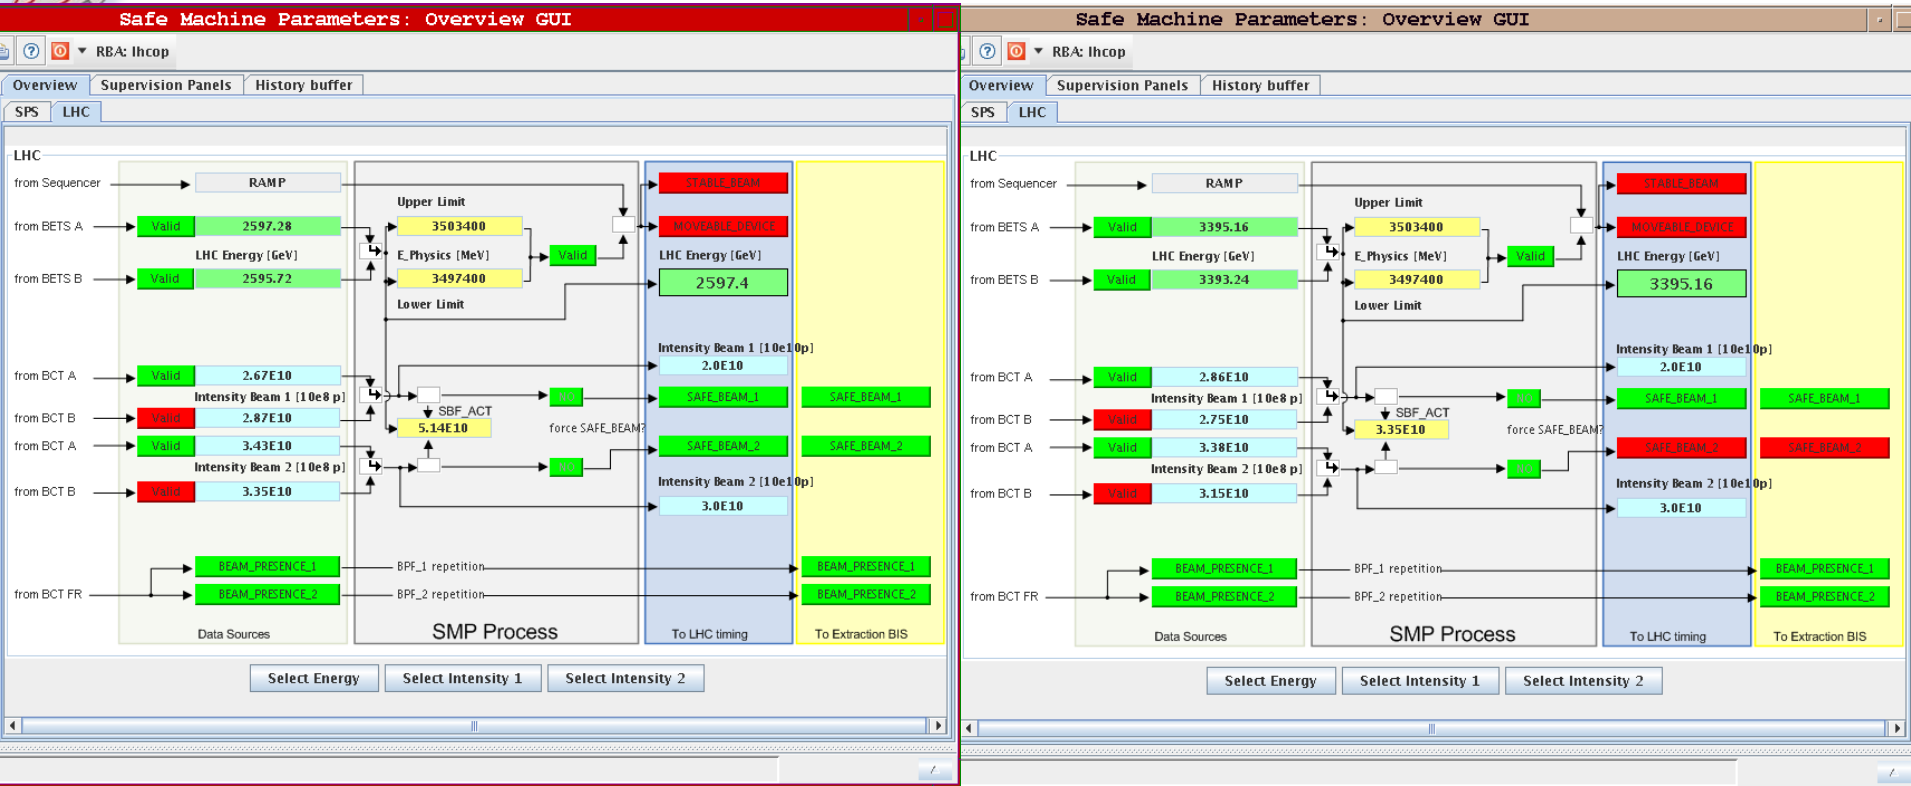 Safe Machine Parameters: Overview GUI
RBA: lhcop
Overview Supervision Panels History buffer
SPS LHC
LHC
from Sequencer RAMP STABLE_BEAM
Upper Limit
from BETS A Valid 2597.28 3503400 MOVEABLE_DEVICE
LHC Energy [GeV] E_Physics [MeV] Valid LHC Energy [GeV]
from BETS B Valid 2595.72 3497400 2597.4
Lower Limit
Intensity Beam 1 [10e10p]
2.0E10
from BCT A Valid 2.67E10
Intensity Beam 1 [10e8 p] NO SAFE_BEAM_1 SAFE_BEAM_1
SBF_ACT
from BCT B Valid 2.87E10 5.14E10 force SAFE_BEAM?
from BCT A Valid 3.43E10 SAFE_BEAM_2 SAFE_BEAM_2
Intensity Beam 2 [10e8 p] NO
Intensity Beam 2 [10e10p]
from BCT B Valid 3.35E10 3.0E10
BEAM_PRESENCE_1 BPF_1 repetition BEAM_PRESENCE_1
from BCT FR BEAM_PRESENCE_2 BPF_2 repetition BEAM_PRESENCE_2
Data Sources SMP Process To LHC timing To Extraction BIS
Select Energy Select Intensity 1 Select Intensity 2
Safe Machine Parameters: Overview GUI
RBA: lhcop
Overview Supervision Panels History buffer
SPS LHC
LHC
from Sequencer RAMP STABLE_BEAM
Upper Limit
from BETS A Valid 3395.16 3503400 MOVEABLE_DEVICE
LHC Energy [GeV] E_Physics [MeV] Valid LHC Energy [GeV]
from BETS B Valid 3393.24 3497400 3395.16
Lower Limit
Intensity Beam 1 [10e10p]
2.0E10
from BCT A Valid 2.86E10
Intensity Beam 1 [10e8 p] NO SAFE_BEAM_1 SAFE_BEAM_1
SBF_ACT
from BCT B Valid 2.75E10 3.35E10 force SAFE_BEAM?
from BCT A Valid 3.38E10 SAFE_BEAM_2 SAFE_BEAM_2
Intensity Beam 2 [10e8 p] NO
Intensity Beam 2 [10e10p]
from BCT B Valid 3.15E10 3.0E10
BEAM_PRESENCE_1 BPF_1 repetition BEAM_PRESENCE_1
from BCT FR BEAM_PRESENCE_2 BPF_2 repetition BEAM_PRESENCE_2
Data Sources SMP Process To LHC timing To Extraction BIS
Select Energy Select Intensity 1 Select Intensity 2